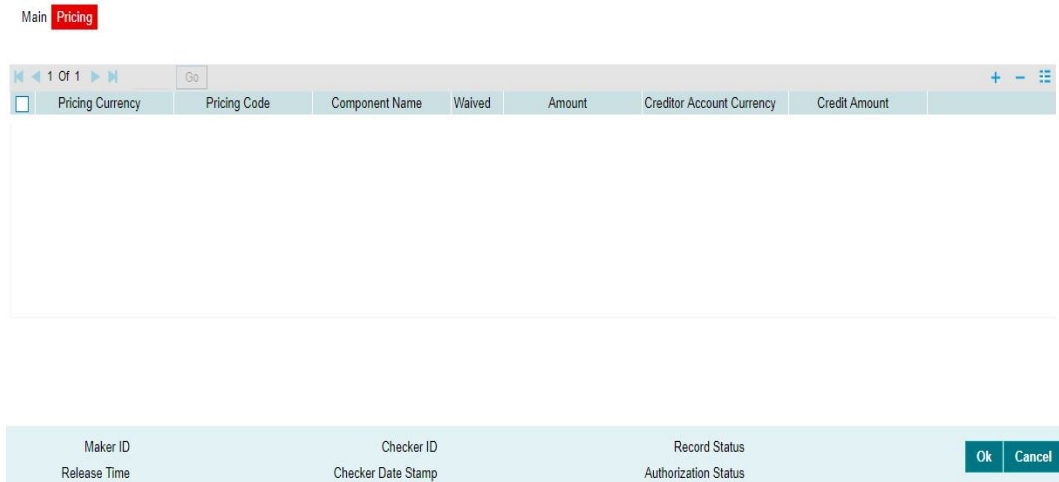 Main Pricing
1 Of 1 Go
Pricing Currency Pricing Code Component Name Waived Amount Creditor Account Currency Credit Amount
Maker ID Checker ID Record Status
Ok Cancel
Release Time Checker Date Stamp Authorization Status